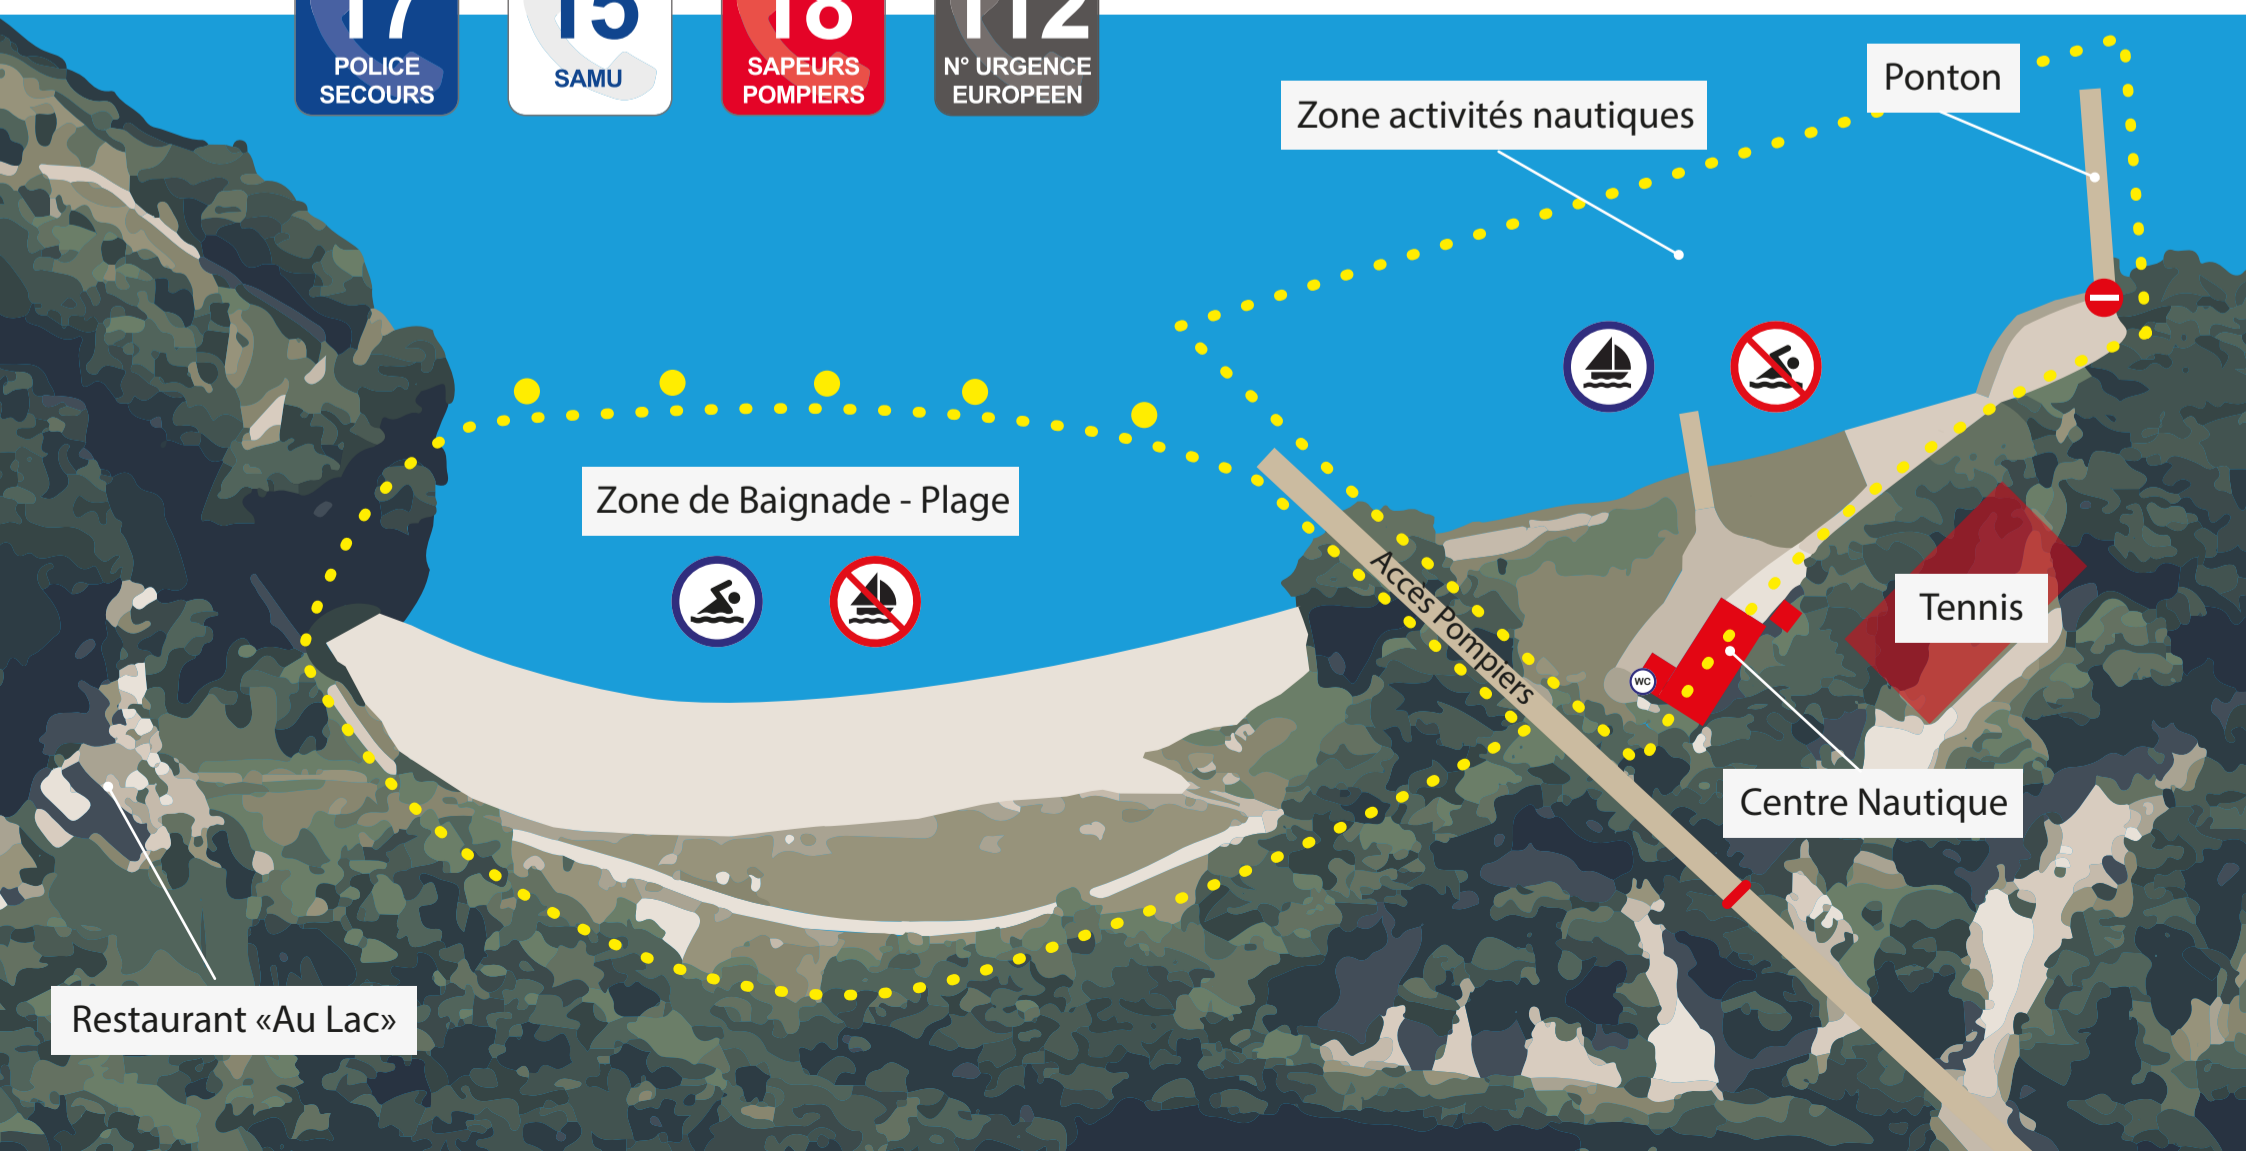 17
POLICE
SECOURS
15
SAMU
18
SAPEURS
POMPIERS
112
N° URGENCE
EUROPEEN
Ponton
Zone activités nautiques
Zone de Baignade - Plage
Accès Pompiers
Tennis
WC
Centre Nautique
Restaurant «Au Lac»